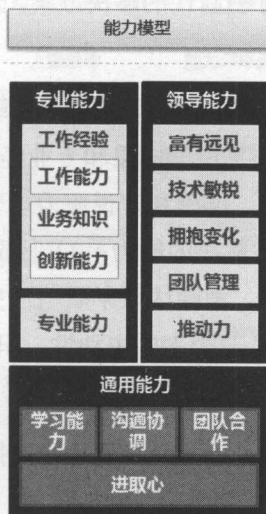 能力模型
专业能力
工作经验
工作能力
业务知识
创新能力
专业能力
领导能力
富有远见
技术敏锐
拥抱变化
团队管理
推动力
通用能力
学习能
力
沟通协
调
团队合
作
进取心